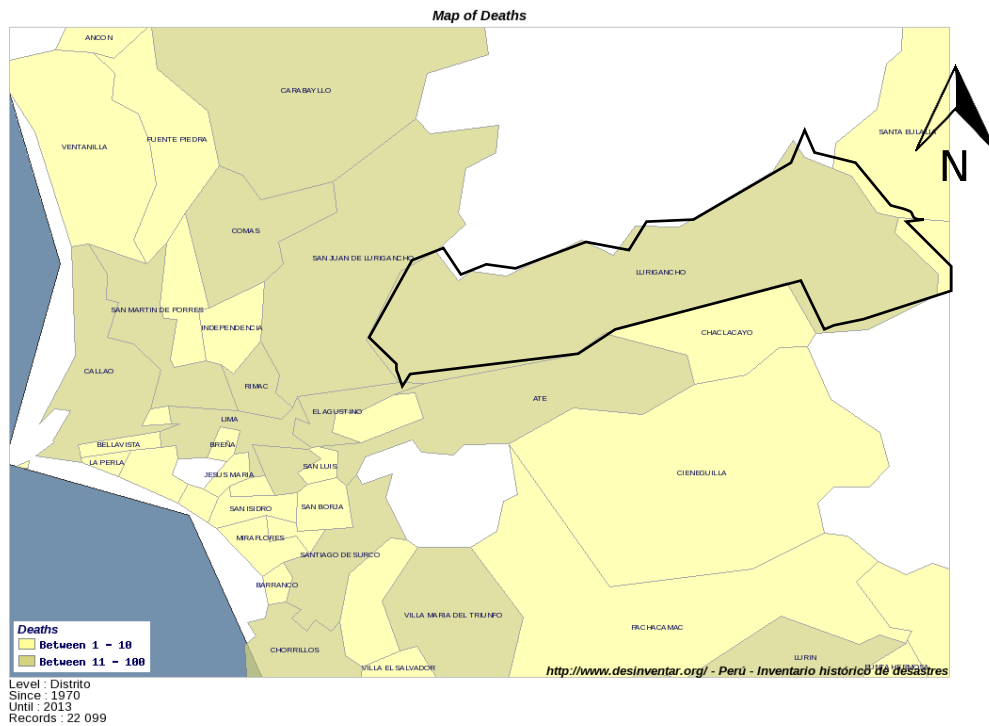 Map of Deaths
ANCON
CARABAYLLO
SANTA EULALIA
PUENTE PIEDRA
VENTANILLA
N
COMAS
SAN JUAN DE LURIGANCHO
LURIGANCHO
SAN MARTIN DE PORRES
INDEPENDENCIA
CHACLACAYO
CALLAO
RIMAC
ATE
EL AGUSTINO
LIMA
BELLAVISTA
BREÑA
LA PERLA
SAN LUIS
JESUS MARIA
CIENEGUILLA
SAN ISIDRO
SAN BORJA
MIRAFLORES
SANTIAGO DE SURCO
BARRANCO
VILLA MARIA DEL TRIUNFO
PACHACAMAC
Deaths
Between 1 - 10
Between 11 - 100
CHORRILLOS
LURIN
VILLA EL SALVADOR
PUNTA HERMOSA
http://www.desinventar.org/ - Perú - Inventario histórico de desastres
Level : Distrito
Since : 1970
Until : 2013
Records : 22 099